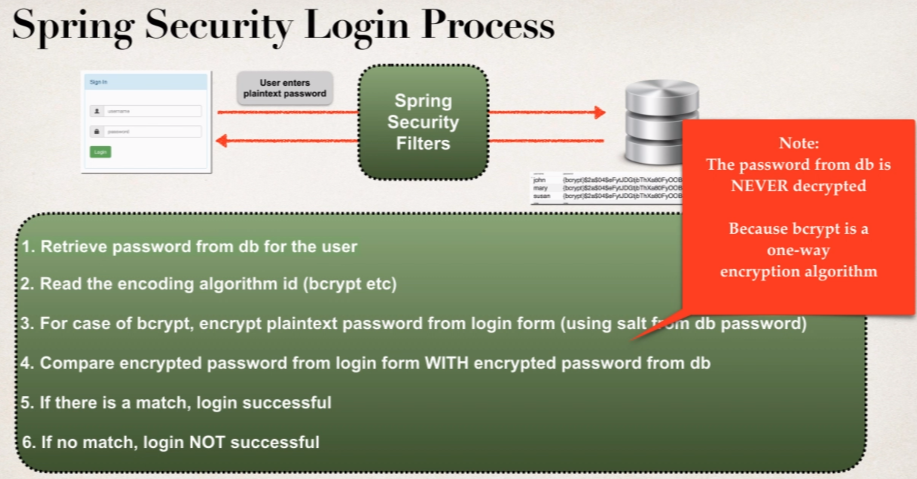 Spring Security Login Process
Sign In
username
password
Login
User enters
plaintext password
Spring
Security
Filters
john
mary
susan
Note:
The password from db is
NEVER decrypted
Because bcrypt is a
one-way
encryption algorithm
1. Retrieve password from db for the user
2. Read the encoding algorithm id (bcrypt etc)
3. For case of bcrypt, encrypt plaintext password from login form (using salt from db password)
4. Compare encrypted password from login form WITH encrypted password from db
5. If there is a match, login successful
6. If no match, login NOT successful